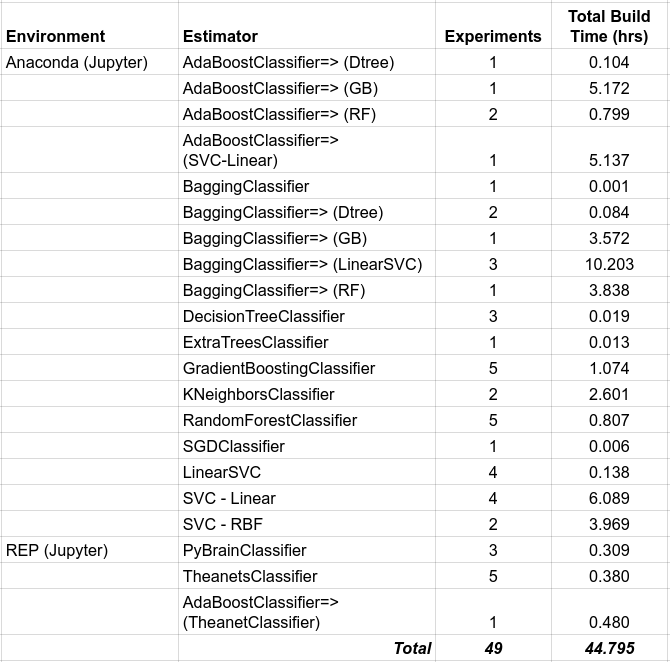 Environment Estimator Experiments Total Build Time (hrs)
Anaconda (Jupyter) AdaBoostClassifier=> (Dtree) 1 0.104
AdaBoostClassifier=> (GB) 1 5.172
AdaBoostClassifier=> (RF) 2 0.799
AdaBoostClassifier=>
(SVC-Linear) 1 5.137
BaggingClassifier 1 0.001
BaggingClassifier=> (Dtree) 2 0.084
BaggingClassifier=> (GB) 1 3.572
BaggingClassifier=> (LinearSVC) 3 10.203
BaggingClassifier=> (RF) 1 3.838
DecisionTreeClassifier 3 0.019
ExtraTreesClassifier 1 0.013
GradientBoostingClassifier 5 1.074
KNeighborsClassifier 2 2.601
RandomForestClassifier 5 0.807
SGDClassifier 1 0.006
LinearSVC 4 0.138
SVC - Linear 4 6.089
SVC - RBF 2 3.969
REP (Jupyter) PyBrainClassifier 3 0.309
TheanetsClassifier 5 0.380
AdaBoostClassifier=>
(TheanetClassifier) 1 0.480
Total 49 44.795